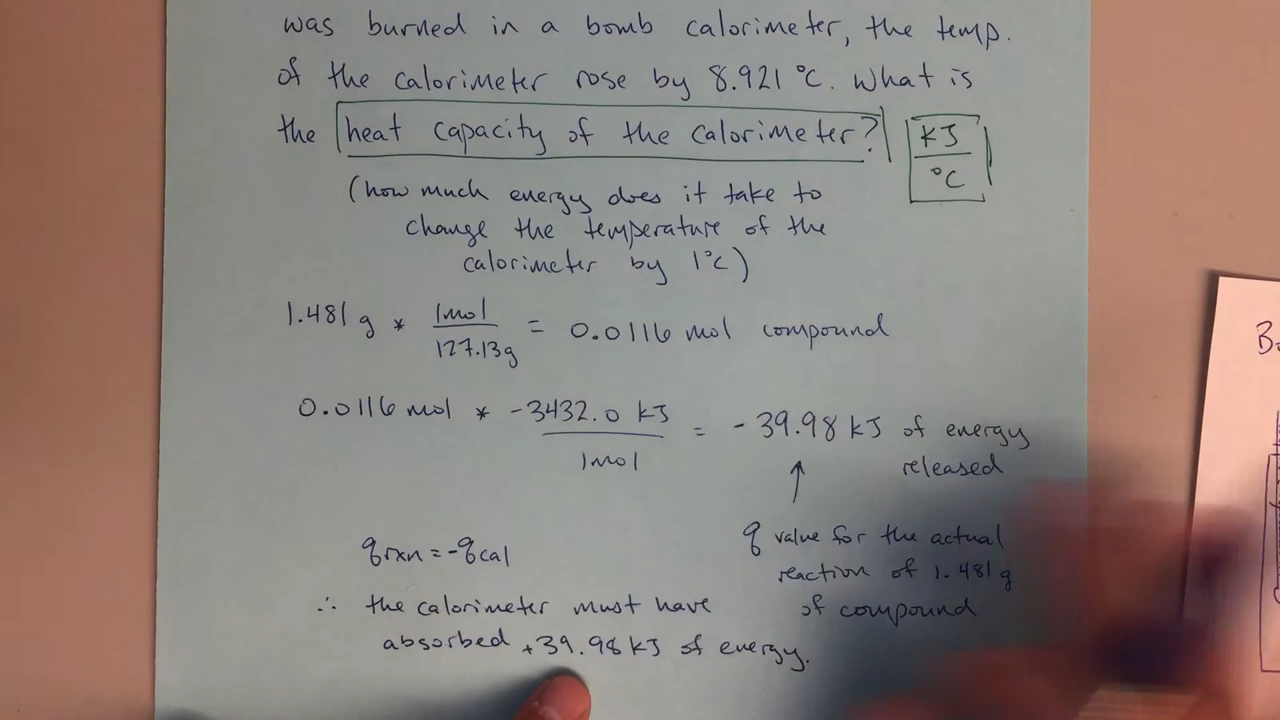 was burned in a bomb calorimeter, the temp.
of the calorimeter rose by 8.921 °C. What is
the heat capacity of the calorimeter? kJ/°C
(how much energy does it take to
change the temperature of the
calorimeter by 1°C)
1.481 g * 1mol/127.13g = 0.0116 mol compound
0.0116 mol * -3432.0 kJ/1mol = -39.98 kJ of energy
released
q value for the actual
reaction of 1.481g
of compound
qrxn = -qcal
∴ the calorimeter must have
absorbed +39.98 kJ of energy.